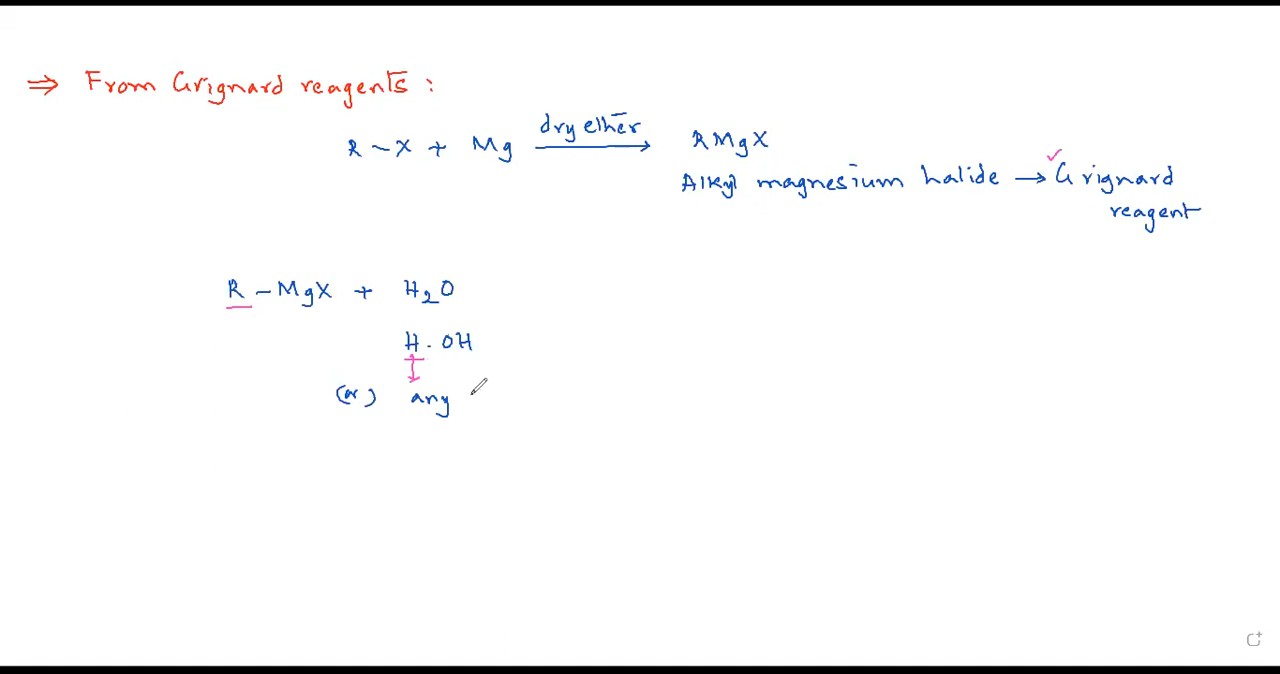 ⇒ From Grignard reagents :
R – X + Mg dry ether → RMgX
Alkyl magnesium halide → Grignard
reagent
R – MgX + H₂O
H . OH
(or) any